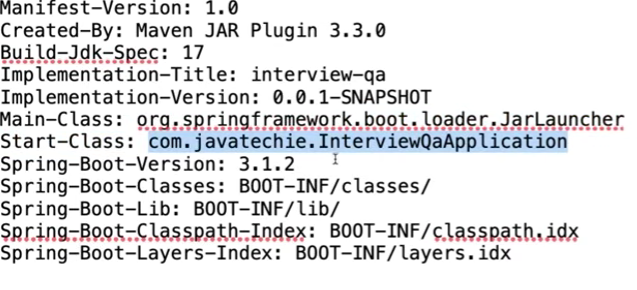 Manifest-Version: 1.0
Created-By: Maven JAR Plugin 3.3.0
Build-Jdk-Spec: 17
Implementation-Title: interview-qa
Implementation-Version: 0.0.1-SNAPSHOT
Main-Class: org.springframework.boot.loader.JarLauncher
Start-Class: com.javatechie.InterviewQaApplication
Spring-Boot-Version: 3.1.2
Spring-Boot-Classes: BOOT-INF/classes/
Spring-Boot-Lib: BOOT-INF/lib/
Spring-Boot-Classpath-Index: BOOT-INF/classpath.idx
Spring-Boot-Layers-Index: BOOT-INF/layers.idx